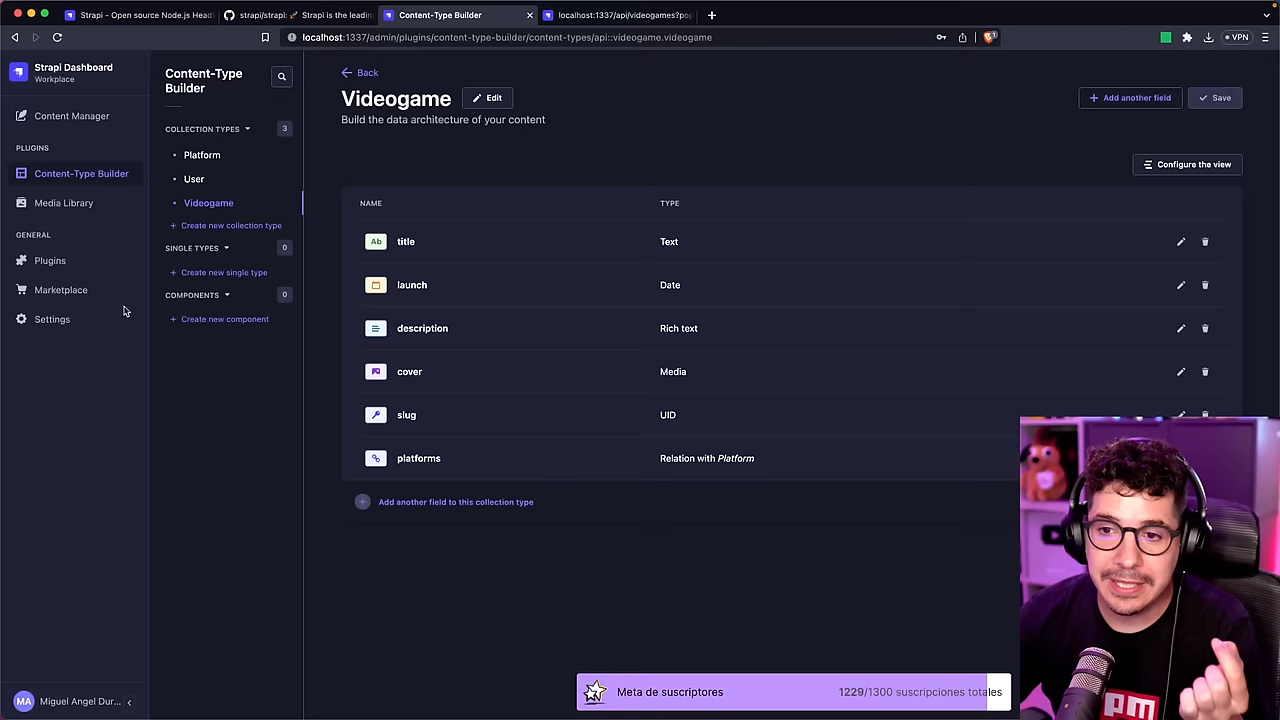 Strapi - Open source Node.js Head
strapi/strapi: 🚀 Strapi is the leading
Content-Type Builder
localhost:1337/api/videogames?pop
localhost:1337/admin/plugins/content-type-builder/content-types/api::videogame.videogame
VPN
Strapi Dashboard
Workplace
Content Manager
PLUGINS
Content-Type Builder
Media Library
GENERAL
Plugins
Marketplace
Settings
MA Miguel Angel Dur...
Content-Type
Builder
COLLECTION TYPES 3
Platform
User
Videogame
+ Create new collection type
SINGLE TYPES 0
+ Create new single type
COMPONENTS 0
+ Create new component
Back
Videogame
Edit
Build the data architecture of your content
+ Add another field
Save
Configure the view
NAME TYPE
Ab title Text
launch Date
description Rich text
cover Media
slug UID
platforms Relation with Platform
+ Add another field to this collection type
Meta de suscriptores 1229/1300 suscripciones totales
pm